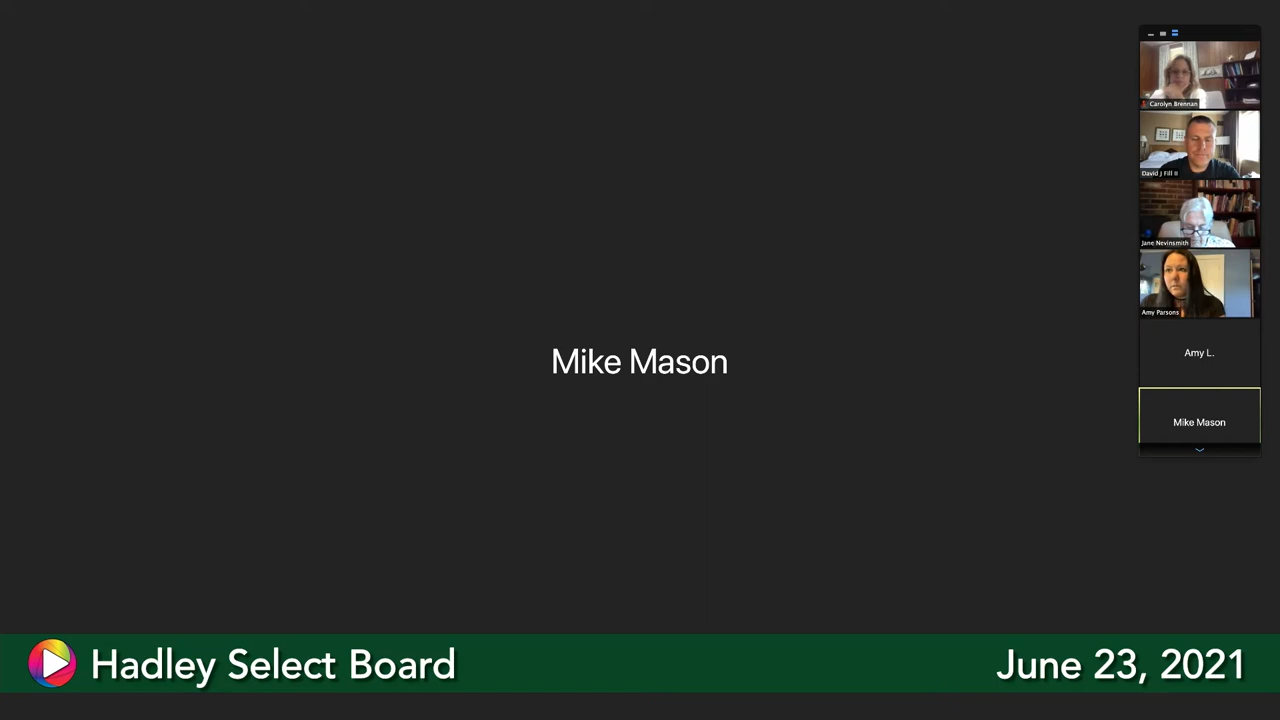 Carolyn Brennan
David J Fill II
Jane Nevinsmith
Amy Parsons
Amy L.
Mike Mason
Mike Mason
Hadley Select Board
June 23, 2021